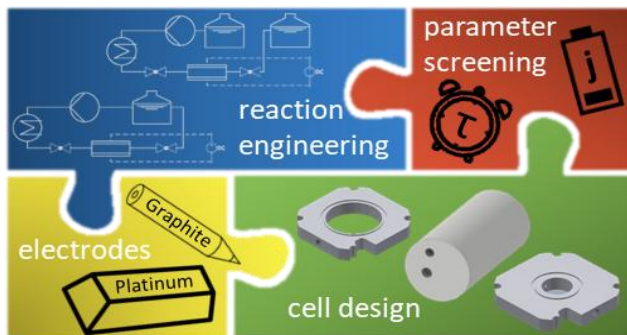 parameter
screening
j
τ
reaction
engineering
electrodes
Graphite
Platinum
cell design